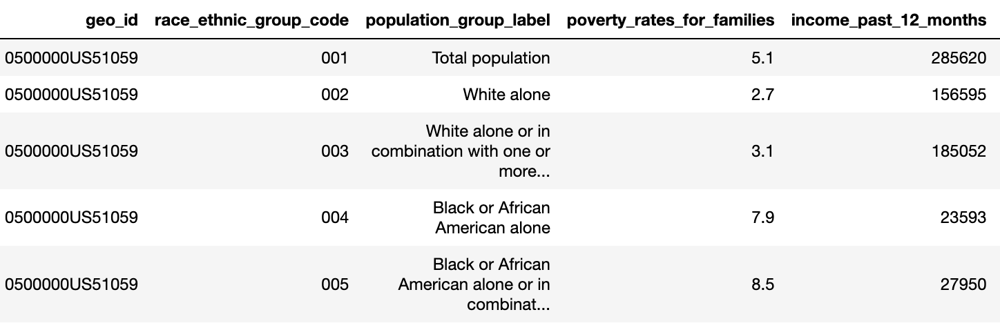 geo_id race_ethnic_group_code population_group_label poverty_rates_for_families income_past_12_months
0500000US51059 001 Total population 5.1 285620
0500000US51059 002 White alone 2.7 156595
White alone or in
0500000US51059 003 combination with one or 3.1 185052
more...
Black or African
0500000US51059 004 American alone 7.9 23593
Black or African
0500000US51059 005 American alone or in 8.5 27950
combinat...